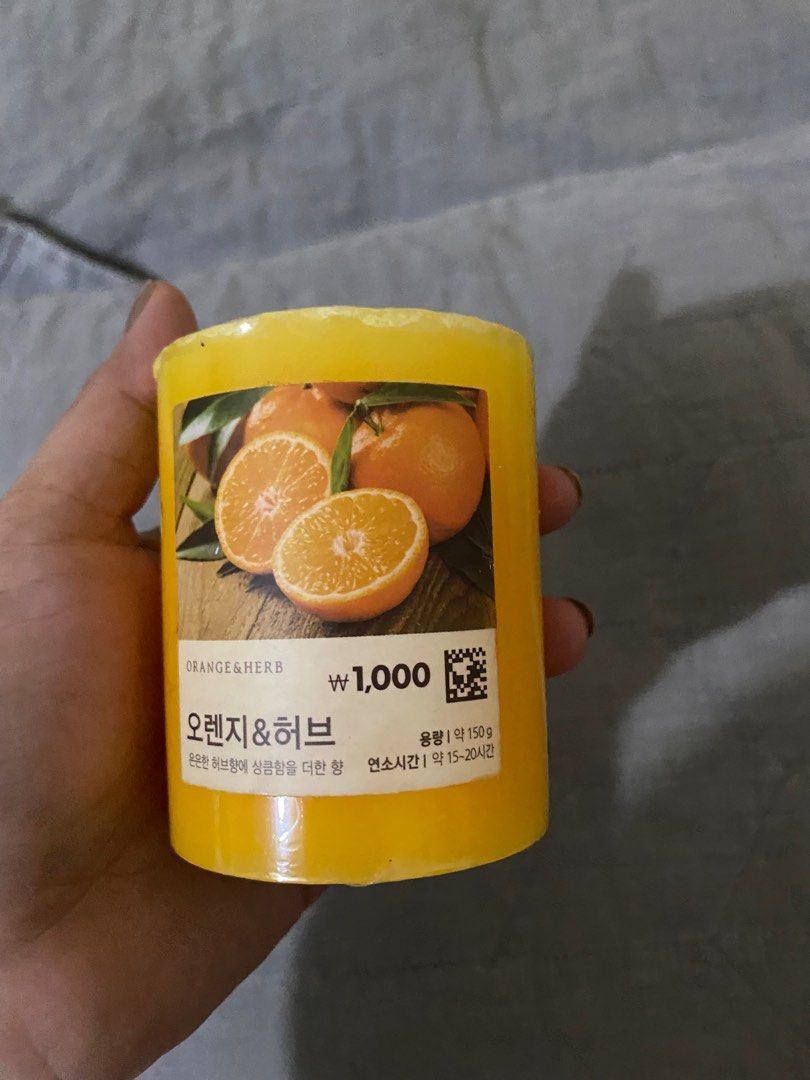 ORANGE&HERB
₩1,000
오렌지&허브
은은한 허브향에 상큼함을 더한 향
용량 | 약 150 g
연소시간 | 약 15~20시간